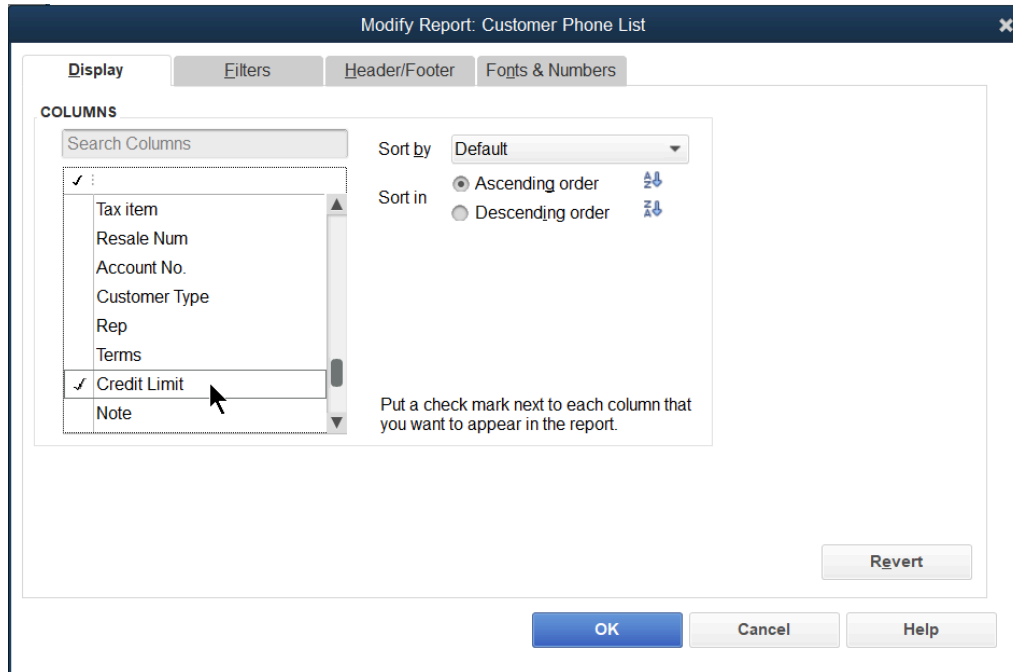 Modify Report: Customer Phone List
Display
Filters
Header/Footer
Fonts & Numbers
COLUMNS
Search Columns
Sort by
Default
Sort in
Ascending order
Descending order
Tax item
Resale Num
Account No.
Customer Type
Rep
Terms
Credit Limit
Note
Put a check mark next to each column that
you want to appear in the report.
Revert
OK
Cancel
Help